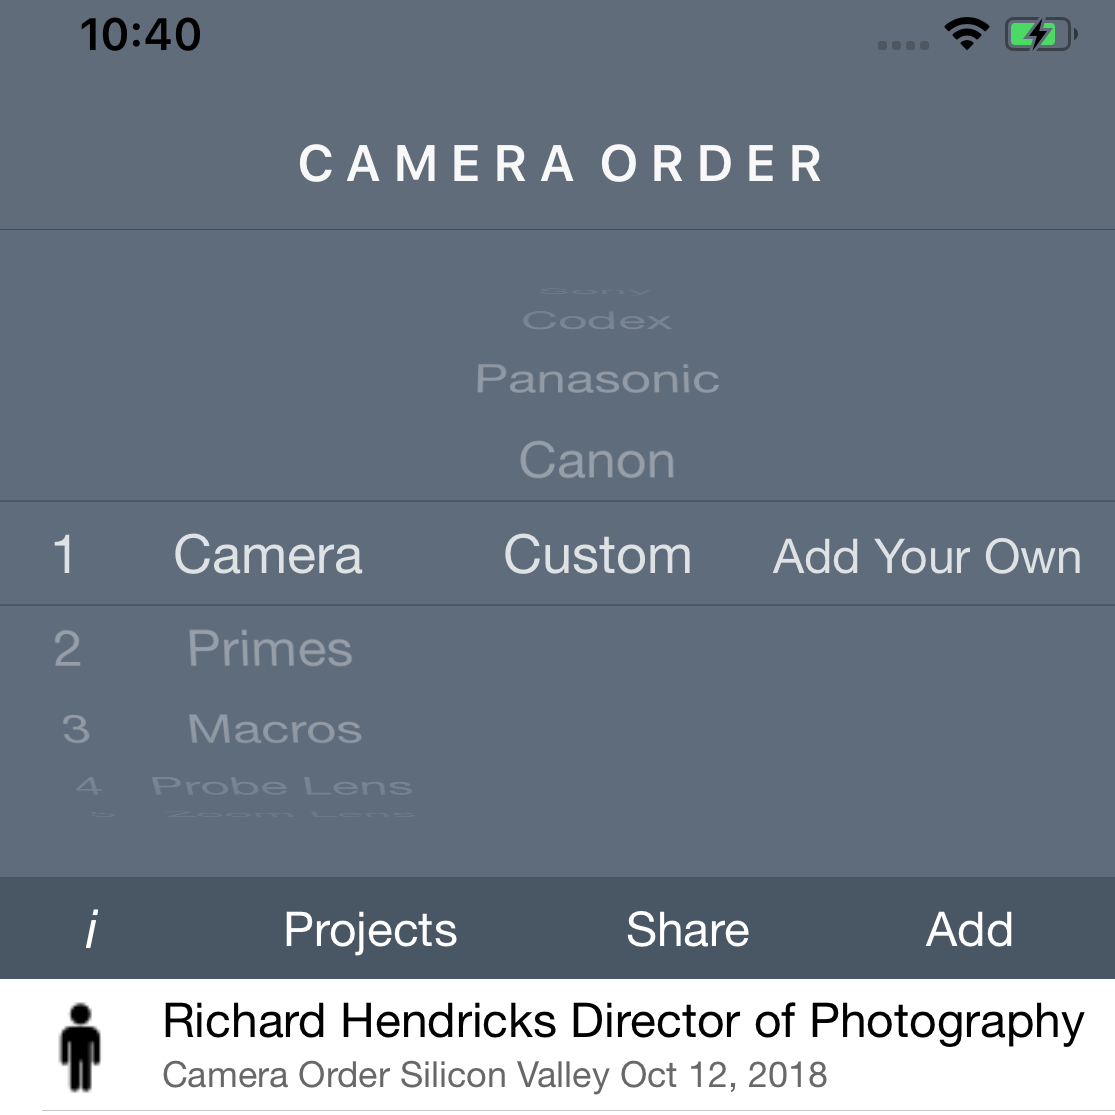 10:40
CAMERA ORDER
Sony
Codex
Panasonic
Canon
1 Camera Custom Add Your Own
2 Primes
3 Macros
4 Probe Lens
5 Zoom Lens
i Projects Share Add
Richard Hendricks Director of Photography
Camera Order Silicon Valley Oct 12, 2018